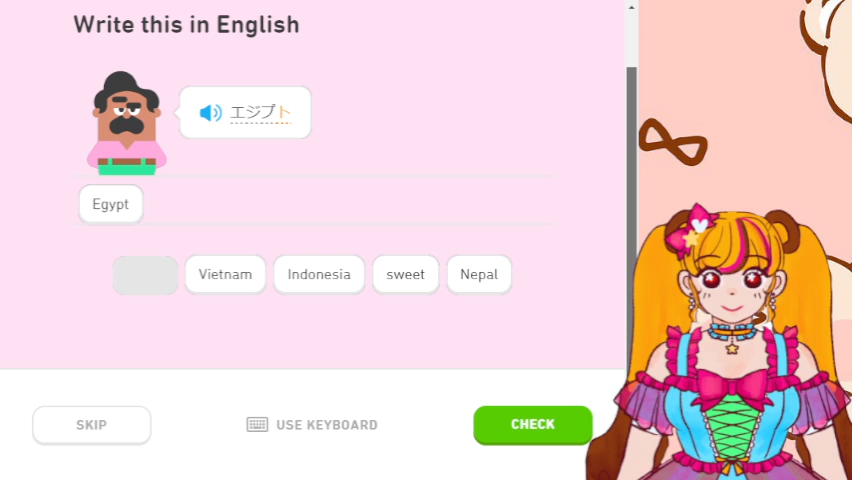 Write this in English
エジプト
Egypt
Vietnam Indonesia sweet Nepal
SKIP USE KEYBOARD CHECK